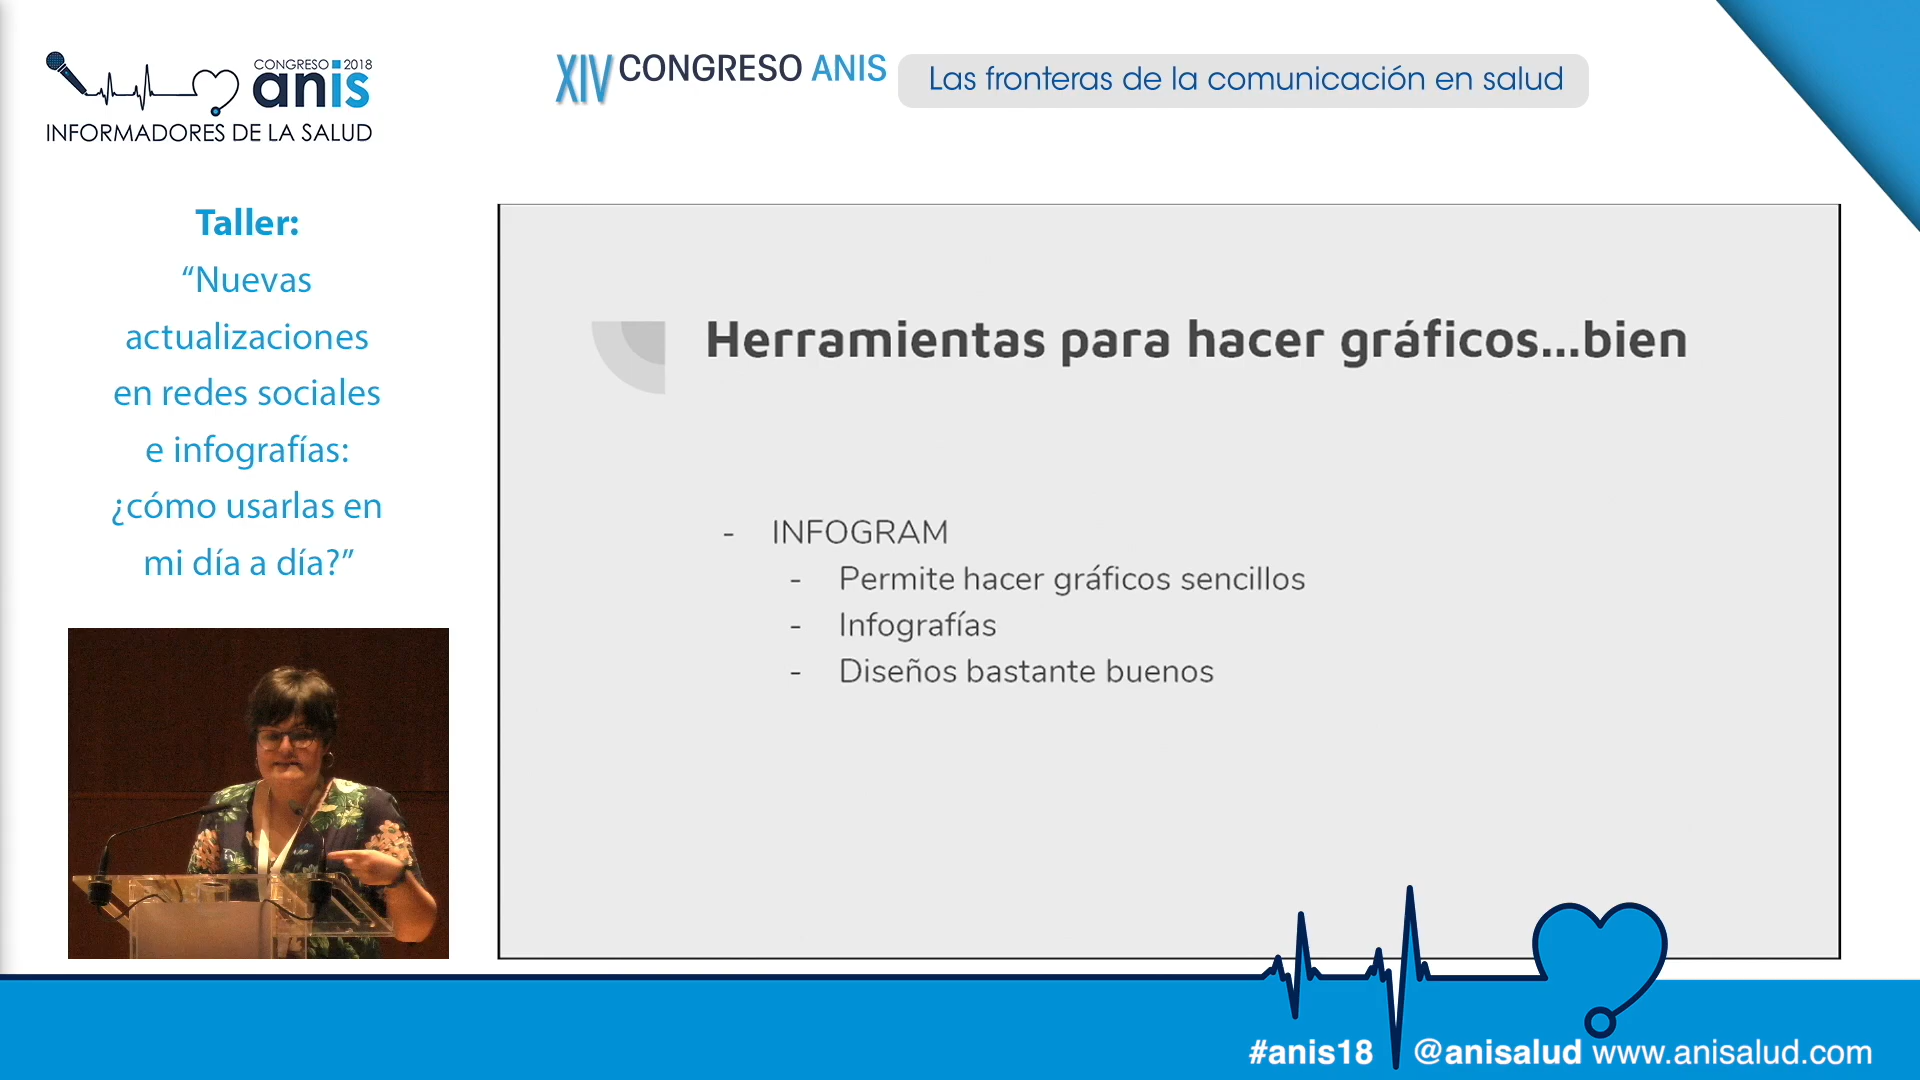 CONGRESO 2018
anis
INFORMADORES DE LA SALUD
XIV CONGRESO ANIS
Las fronteras de la comunicación en salud
Taller:
“Nuevas
actualizaciones
en redes sociales
e infografías:
¿cómo usarlas en
mi día a día?”
Herramientas para hacer gráficos...bien
- INFOGRAM
- Permite hacer gráficos sencillos
- Infografías
- Diseños bastante buenos
#anis18 @anisalud www.anisalud.com